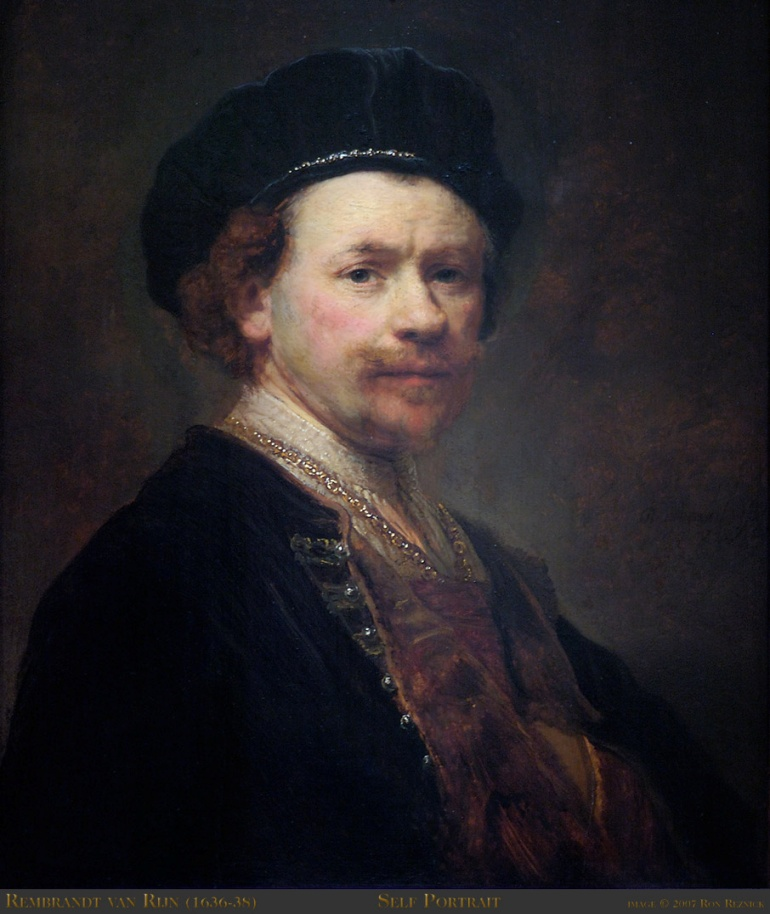 REMBRANDT VAN RIJN (1636-38) SELF PORTRAIT IMAGE © 2007 RON REZNICK